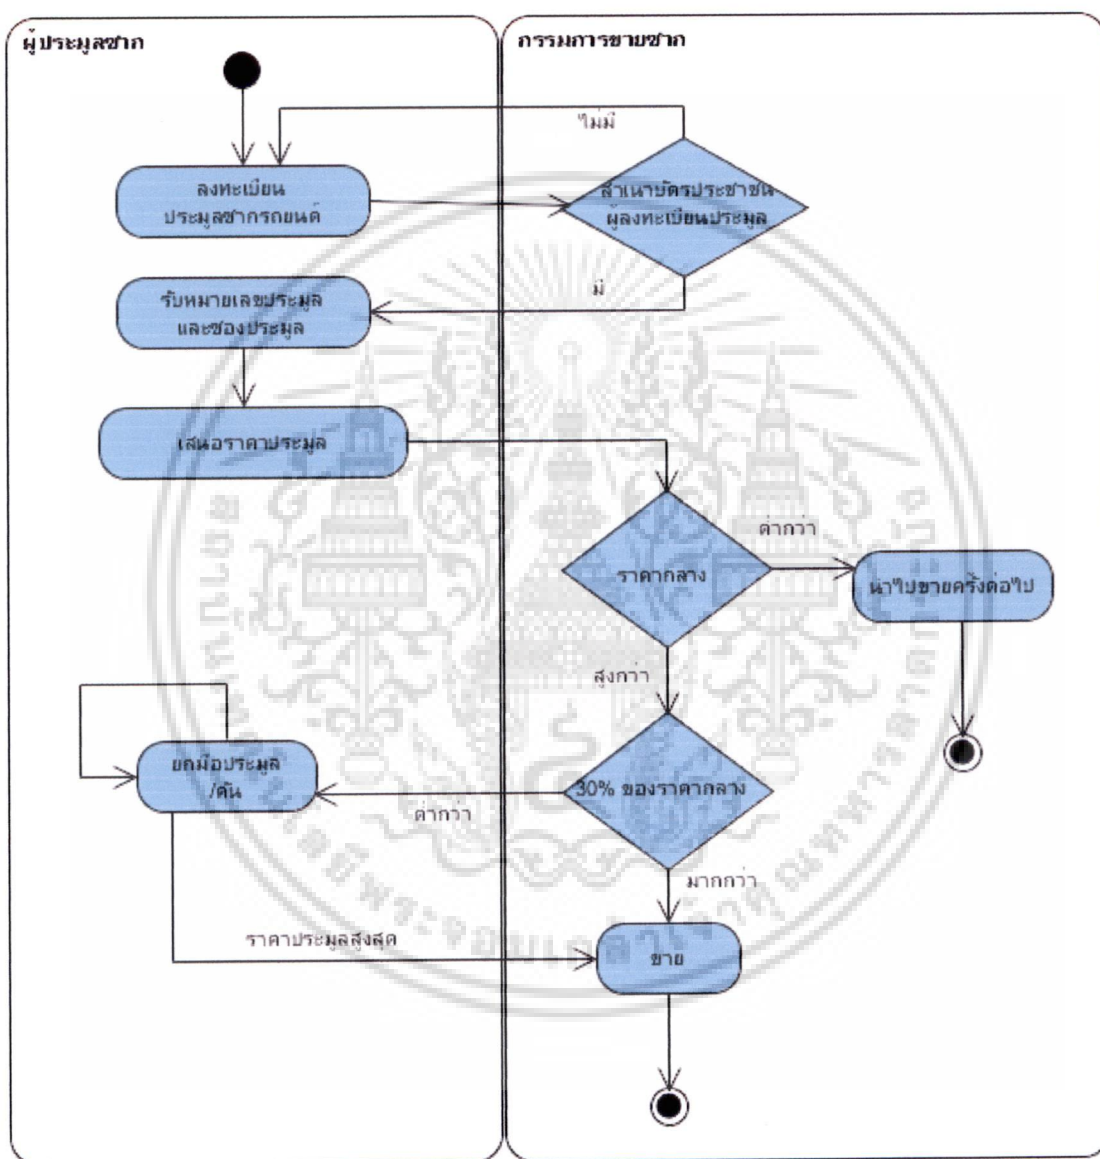 ผู้ประมูลซาก
กรรมการขายซาก
ไม่มี
ลงทะเบียน
ประมูลซากรถยนต์
สำเนาบัตรประชาชน
ผู้ลงทะเบียนประมูล
มี
รับหมายเลขประมูล
และซองประมูล
เสนอราคาประมูล
ราคากลาง
ต่ำกว่า
นำไปขายครั้งต่อไป
สูงกว่า
ยกมือประมูล
/คัน
30% ของราคากลาง
ต่ำกว่า
มากกว่า
ราคาประมูลสูงสุด
ขาย